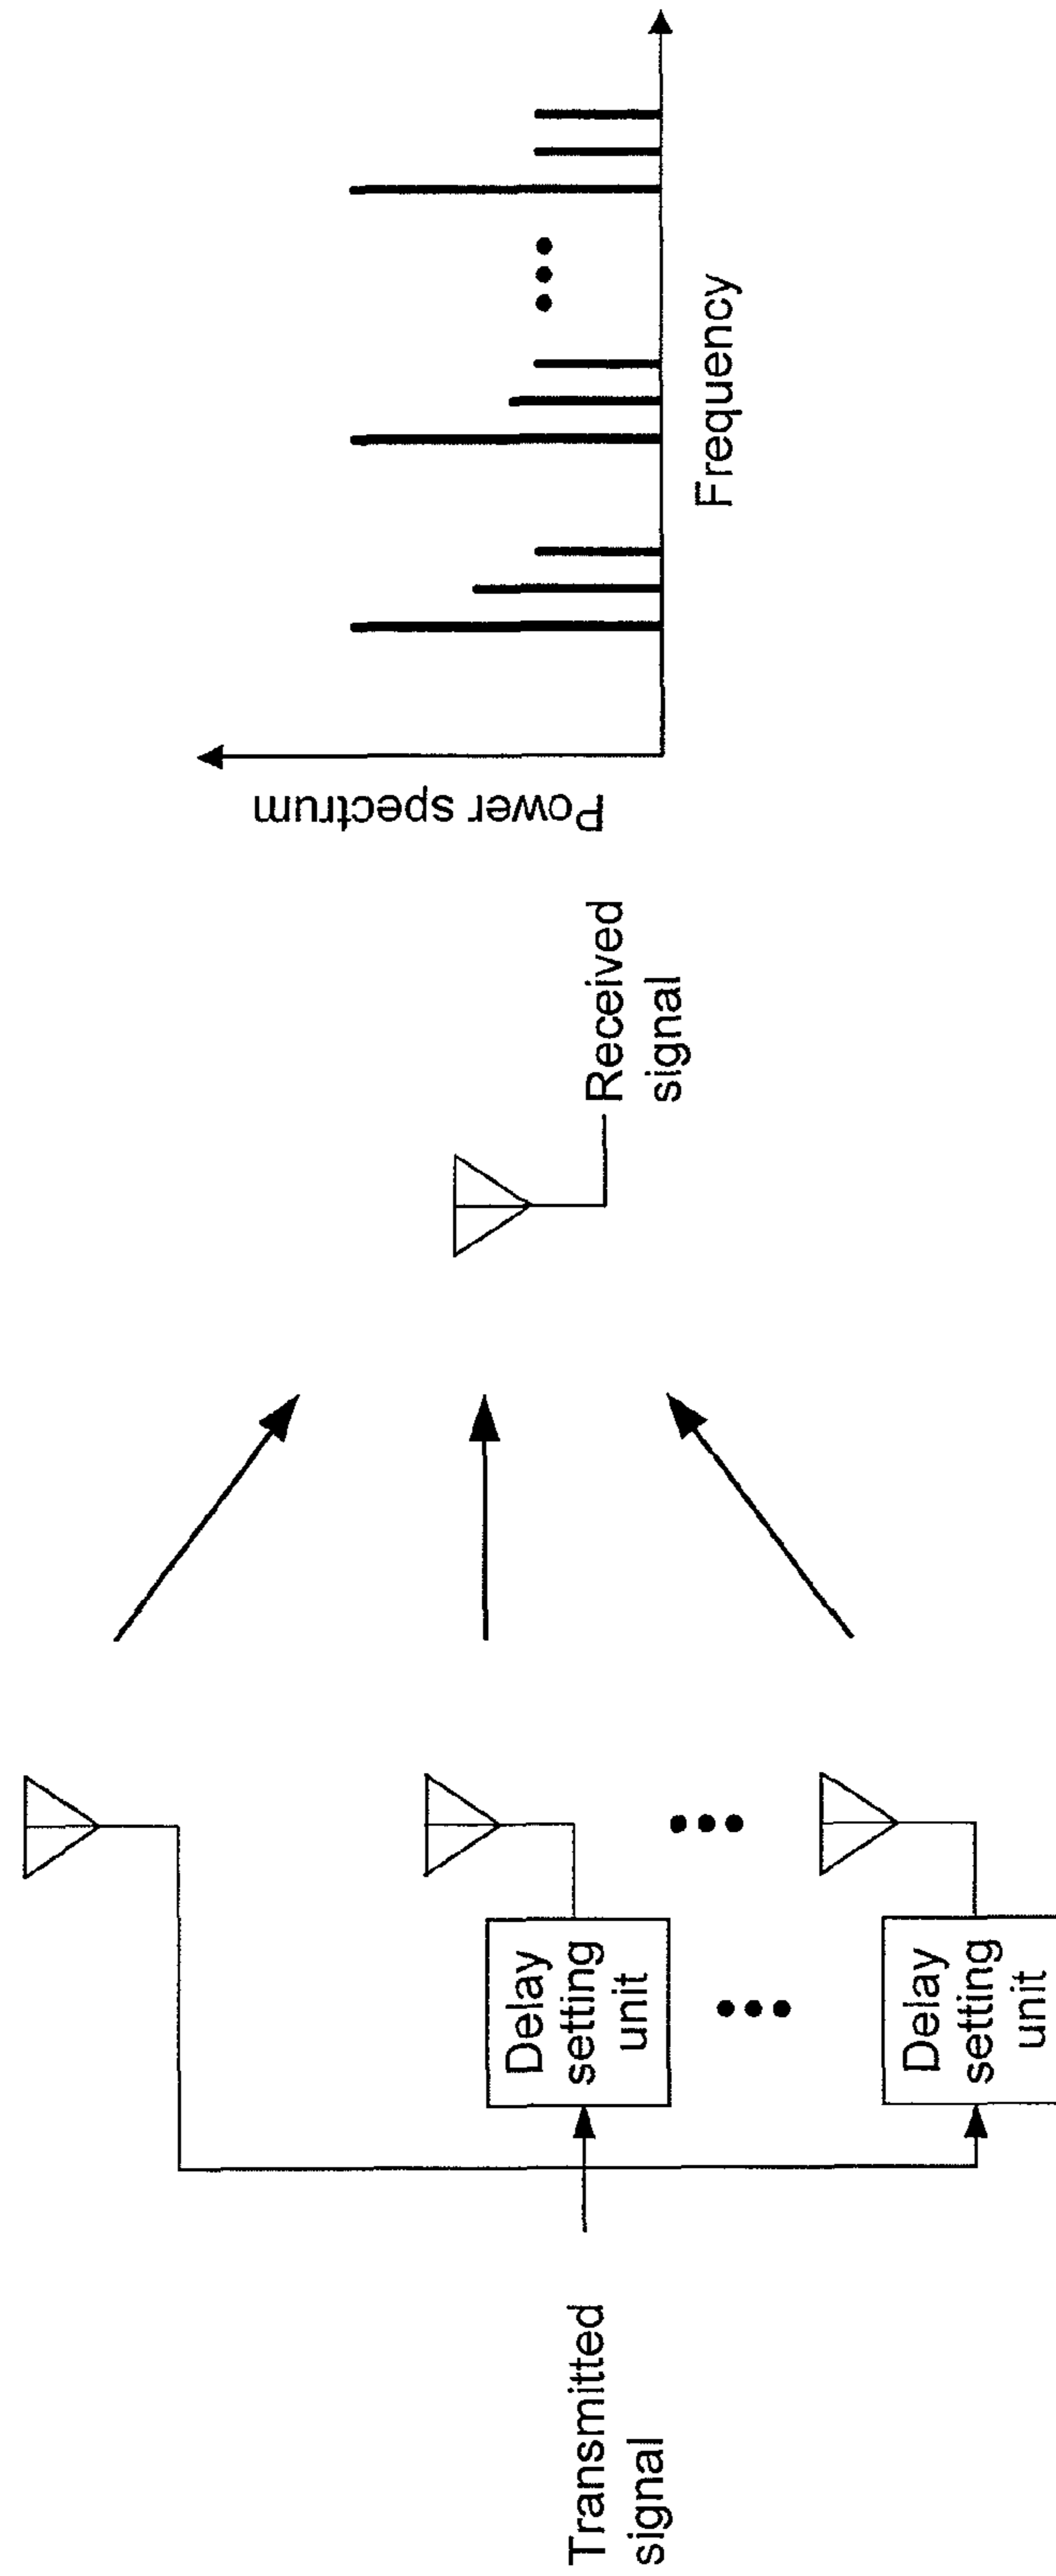 Transmitted
signal
Delay
setting
unit
Delay
setting
unit
Received
signal
Power spectrum
Frequency